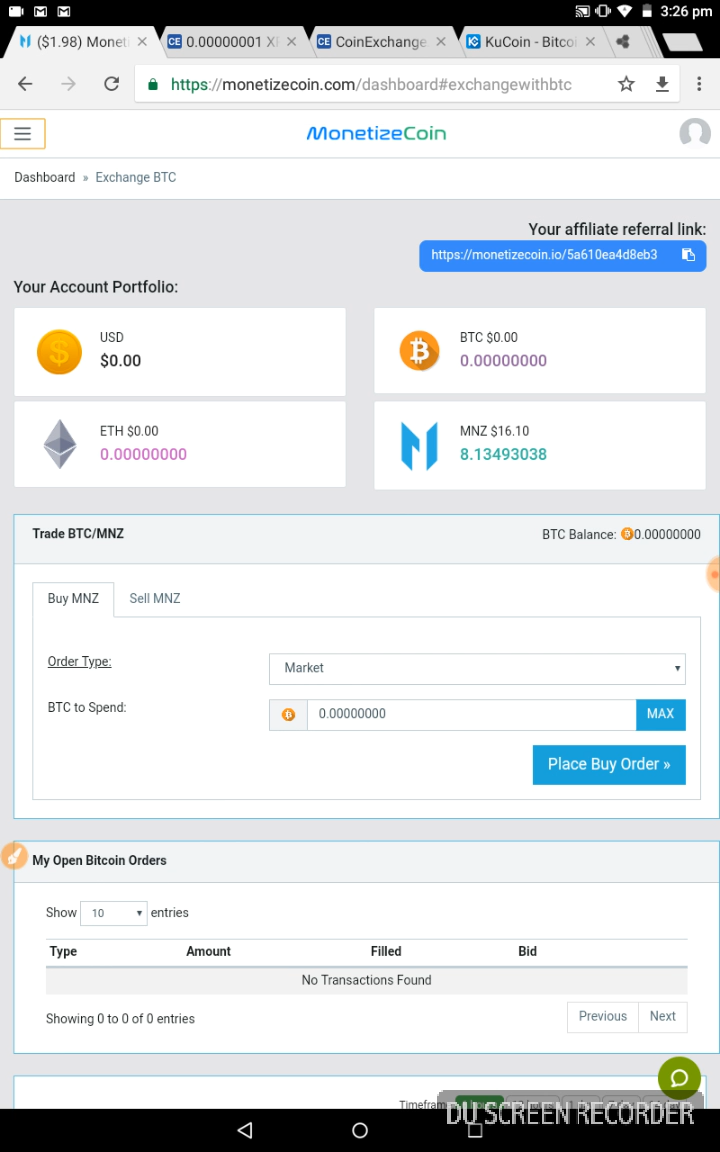 3:26 pm
($1.98) Moneti
CE 0.00000001 X
CE CoinExchange
KuCoin - Bitcoi
https://monetizecoin.com/dashboard#exchangewithbtc
MonetizeCoin
Dashboard » Exchange BTC
Your affiliate referral link:
https://monetizecoin.io/5a610ea4d8eb3
Your Account Portfolio:
USD
$0.00
BTC $0.00
0.00000000
ETH $0.00
0.00000000
MNZ $16.10
8.13493038
Trade BTC/MNZ
BTC Balance: 0.00000000
Buy MNZ
Sell MNZ
Order Type:
Market
BTC to Spend:
0.00000000
MAX
Place Buy Order »
My Open Bitcoin Orders
Show 10 entries
Type Amount Filled Bid
No Transactions Found
Showing 0 to 0 of 0 entries
Previous
Next
Timeframe
DU SCREEN RECORDER